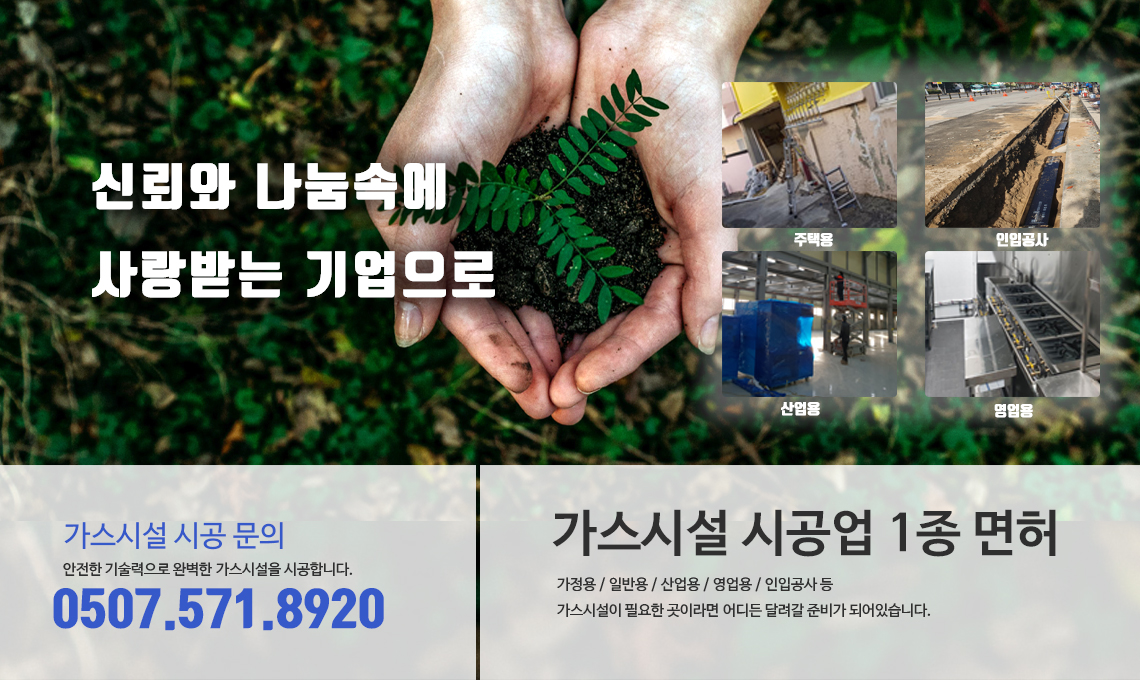 신뢰와 나눔속에
사랑받는 기업으로
주택용
인입공사
산업용
영업용
가스시설 시공 문의
안전한 기술력으로 완벽한 가스시설을 시공합니다.
0507.571.8920
가스시설 시공업 1종 면허
가정용 / 일반용 / 산업용 / 영업용 / 인입공사 등
가스시설이 필요한 곳이라면 어디든 달려갈 준비가 되어있습니다.